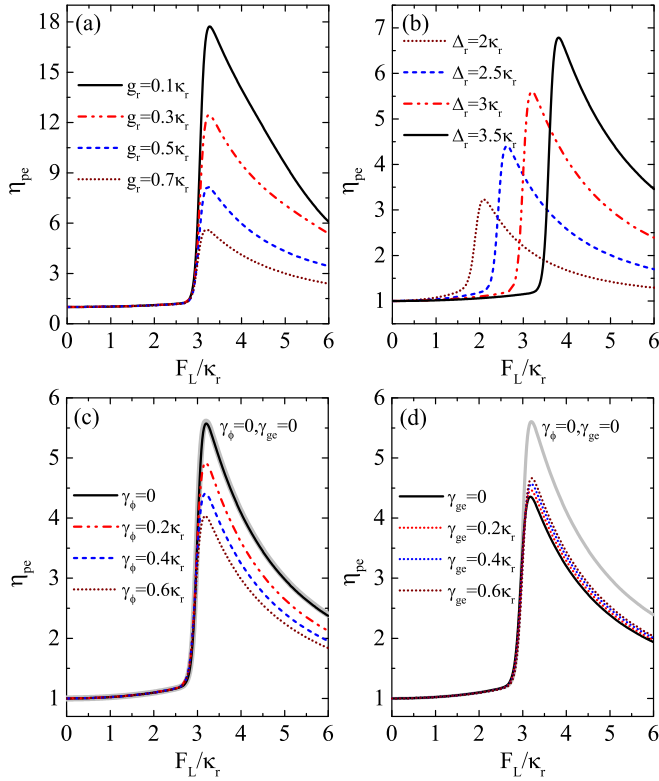 (a)
18
15
12
9
6
3
0
η_pe
g_r=0.1κ_r
g_r=0.3κ_r
g_r=0.5κ_r
g_r=0.7κ_r
0 1 2 3 4 5 6
F_L/κ_r
(b)
7
6
5
4
3
2
1
η_pe
Δ_r=2κ_r
Δ_r=2.5κ_r
Δ_r=3κ_r
Δ_r=3.5κ_r
0 1 2 3 4 5 6
F_L/κ_r
(c)
6
5
4
3
2
1
η_pe
γ_ϕ=0,γ_ge=0
γ_ϕ=0
γ_ϕ=0.2κ_r
γ_ϕ=0.4κ_r
γ_ϕ=0.6κ_r
0 1 2 3 4 5 6
F_L/κ_r
(d)
6
5
4
3
2
1
η_pe
γ_ϕ=0,γ_ge=0
γ_ge=0
γ_ge=0.2κ_r
γ_ge=0.4κ_r
γ_ge=0.6κ_r
0 1 2 3 4 5 6
F_L/κ_r